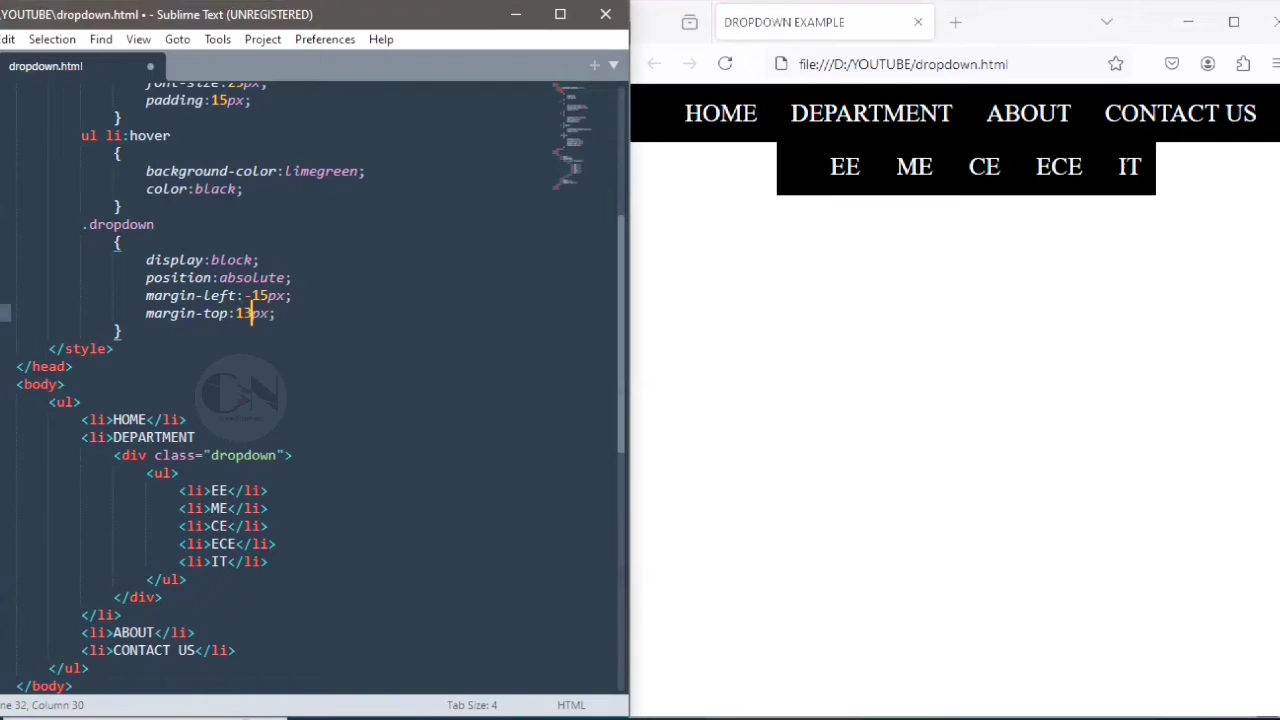 YOUTUBE\dropdown.html • - Sublime Text (UNREGISTERED)
Selection Find View Goto Tools Project Preferences Help
dropdown.html
font-size:25px;
padding:15px;
}
ul li:hover
{
background-color:limegreen;
color:black;
}
.dropdown
{
display:block;
position:absolute;
margin-left:-15px;
margin-top:13px;
}
</style>
</head>
<body>
<ul>
<li>HOME</li>
<li>DEPARTMENT
<div class="dropdown">
<ul>
<li>EE</li>
<li>ME</li>
<li>CE</li>
<li>ECE</li>
<li>IT</li>
</ul>
</div>
</li>
<li>ABOUT</li>
<li>CONTACT US</li>
</ul>
</body>
32, Column 30 Tab Size: 4 HTML
DROPDOWN EXAMPLE
file:///D:/YOUTUBE/dropdown.html
HOME DEPARTMENT ABOUT CONTACT US
EE ME CE ECE IT